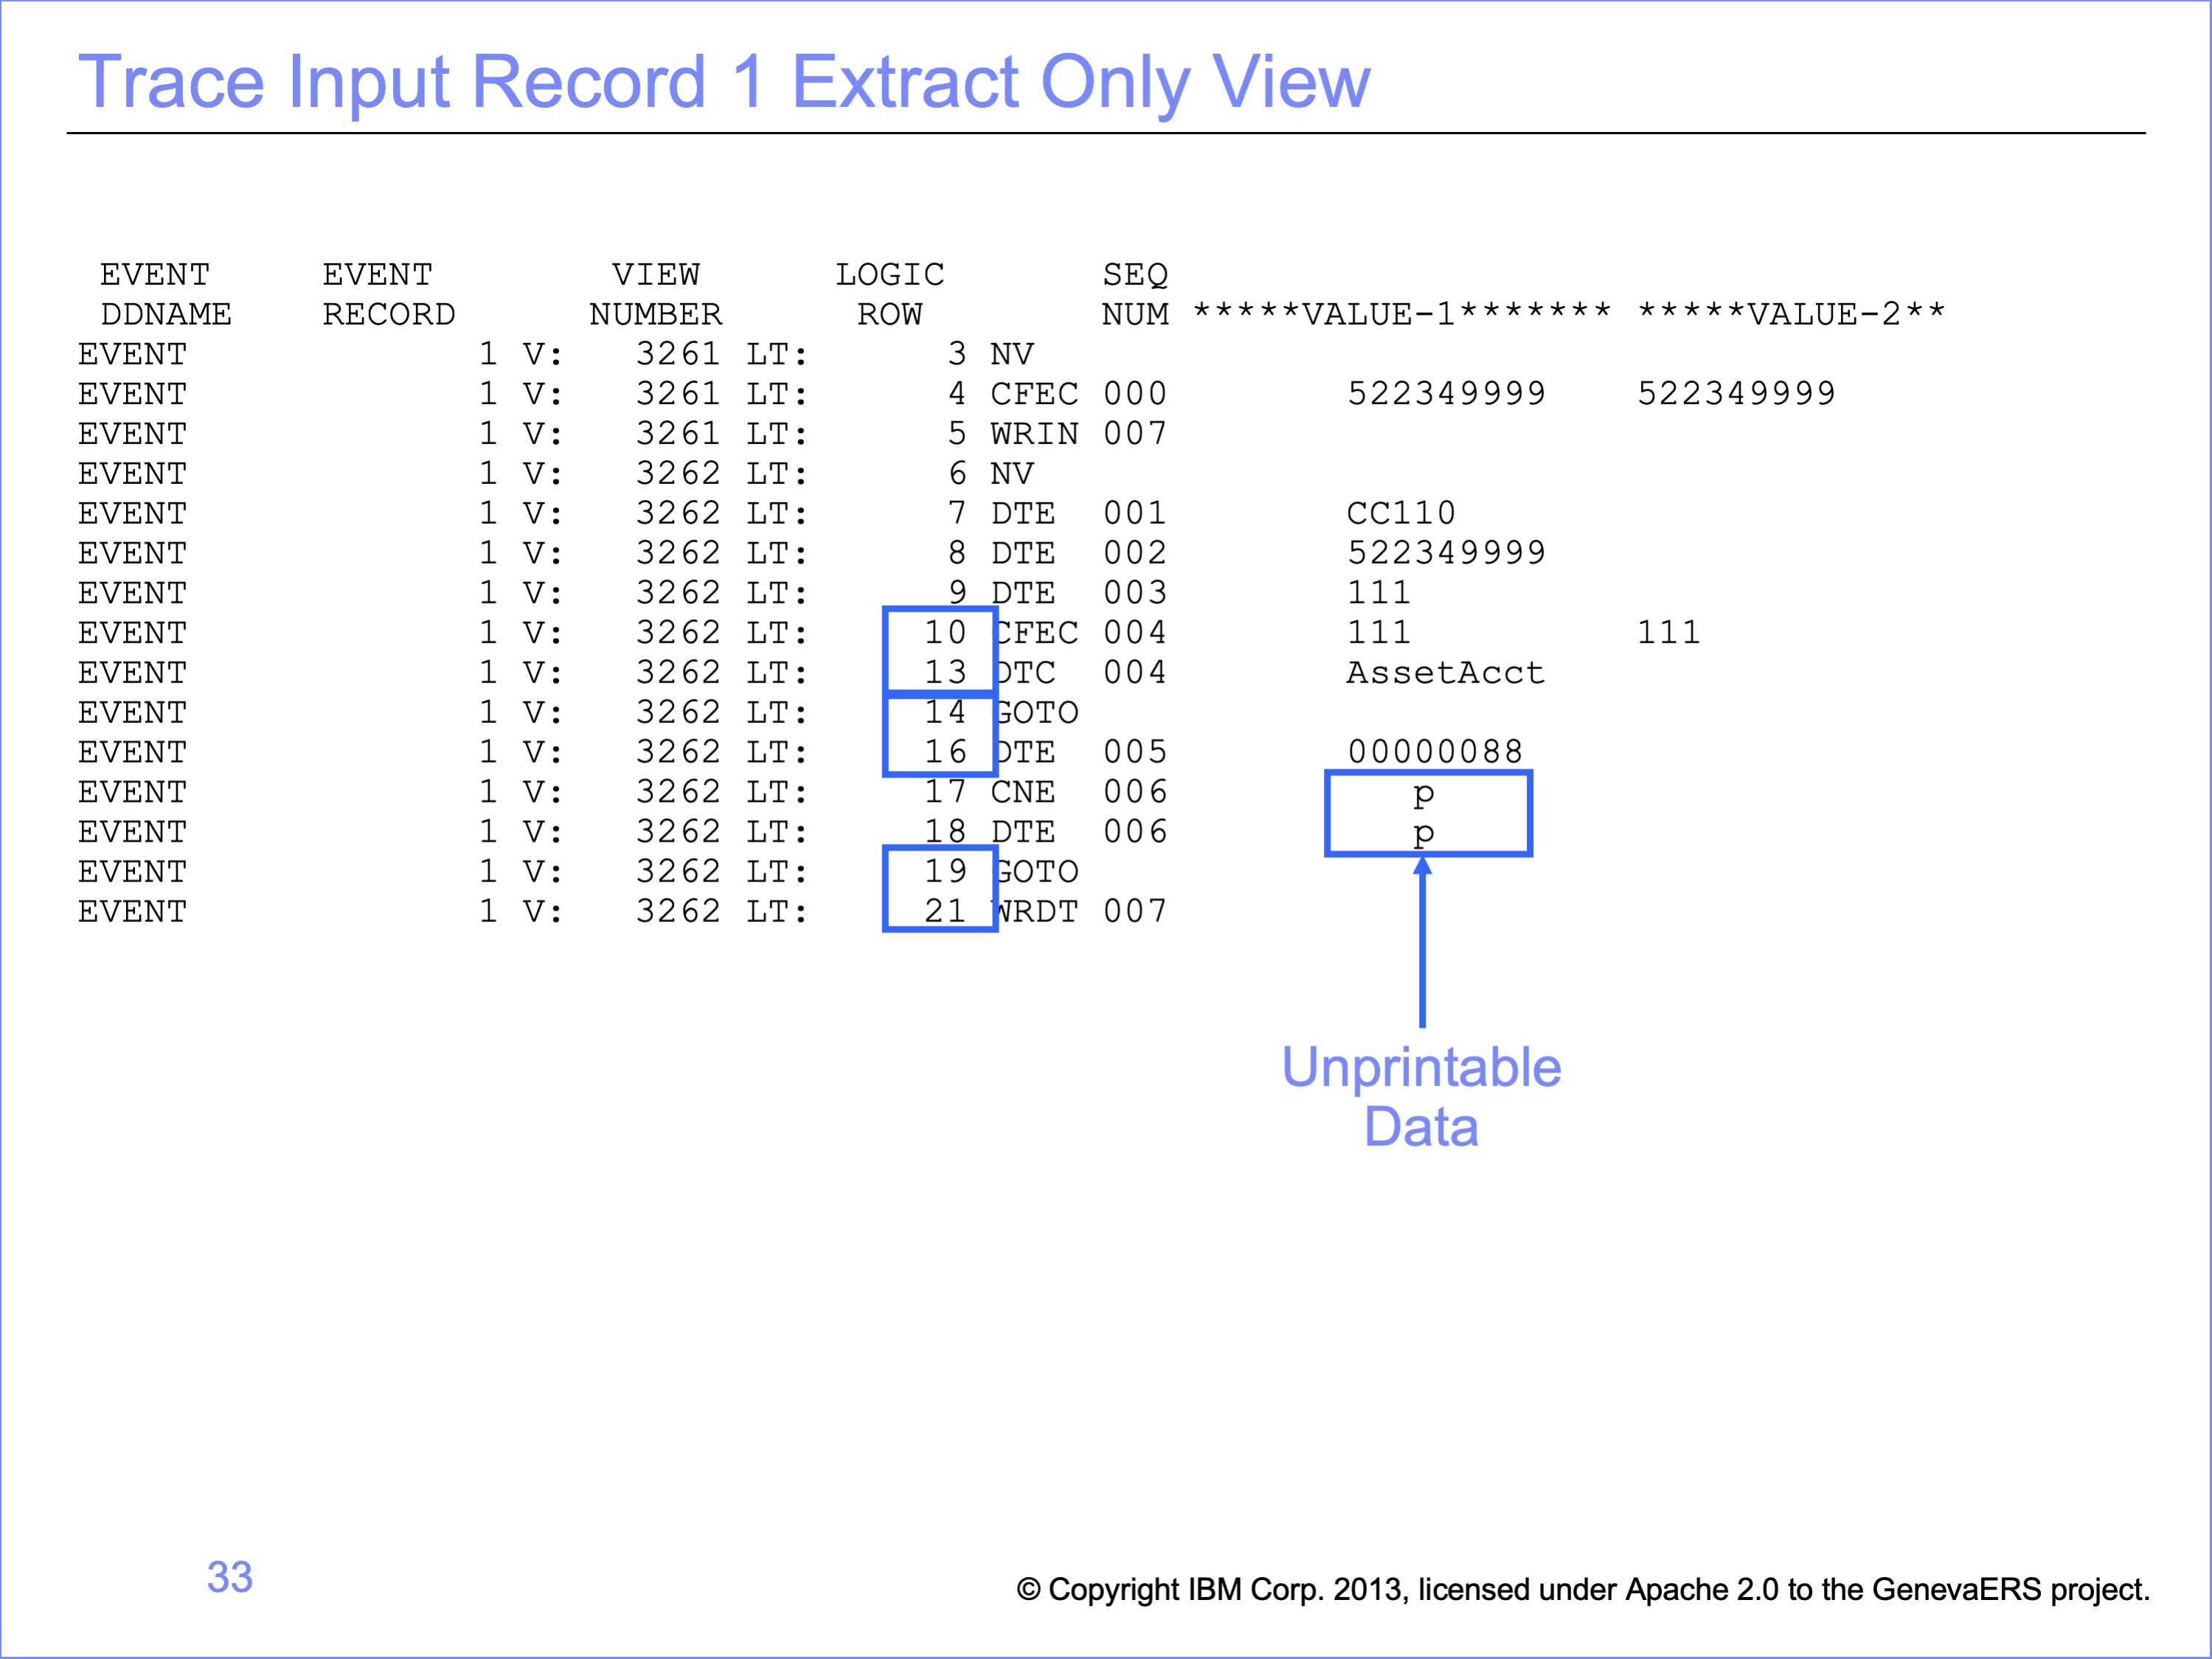 Trace Input Record 1 Extract Only View
EVENT EVENT VIEW LOGIC SEQ
DDNAME RECORD NUMBER ROW NUM *****VALUE-1******* *****VALUE-2**
EVENT 1 V: 3261 LT: 3 NV
EVENT 1 V: 3261 LT: 4 CFEC 000 522349999 522349999
EVENT 1 V: 3261 LT: 5 WRIN 007
EVENT 1 V: 3262 LT: 6 NV
EVENT 1 V: 3262 LT: 7 DTE 001 CC110
EVENT 1 V: 3262 LT: 8 DTE 002 522349999
EVENT 1 V: 3262 LT: 9 DTE 003 111
EVENT 1 V: 3262 LT: 10 CFEC 004 111 111
EVENT 1 V: 3262 LT: 13 DTC 004 AssetAcct
EVENT 1 V: 3262 LT: 14 GOTO
EVENT 1 V: 3262 LT: 16 DTE 005 00000088
EVENT 1 V: 3262 LT: 17 CNE 006 p
EVENT 1 V: 3262 LT: 18 DTE 006 p
EVENT 1 V: 3262 LT: 19 GOTO
EVENT 1 V: 3262 LT: 21 WRDT 007
Unprintable
Data
33
© Copyright IBM Corp. 2013, licensed under Apache 2.0 to the GenevaERS project.